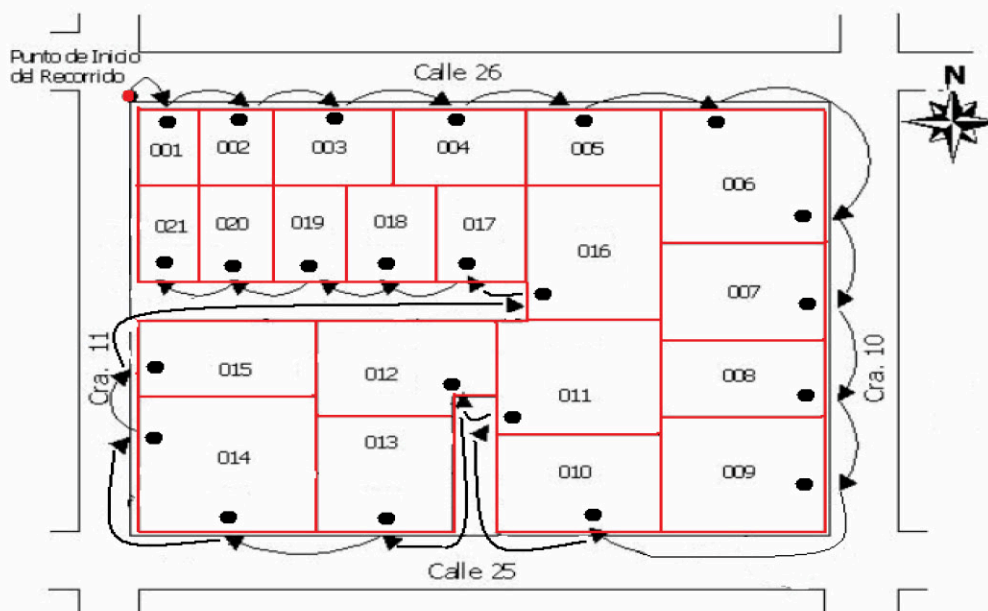 Punto de Inicio
del Recorrido
Calle 26
N
001 002 003 004 005
006
021 020 019 018 017
016
007
Cra. 11
015 012 011 008
Cra. 10
014 013 010 009
Calle 25